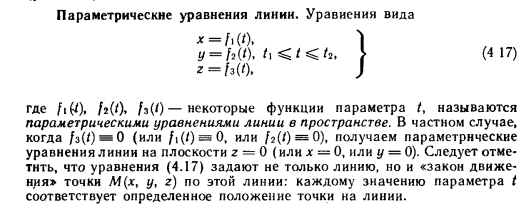 Параметрические уравнения линии. Уравнения вида
x = f₁(t),
y = f₂(t), t₁ ⩽ t ⩽ t₂,
z = f₃(t),
(4 17)
где f₁(t), f₂(t), f₃(t) — некоторые функции параметра t, называются
параметрическими уравнениями линии в пространстве. В частном случае,
когда f₃(t) ≡ 0 (или f₁(t) ≡ 0, или f₂(t) ≡ 0), получаем параметрические
уравнения линии на плоскости z = 0 (или x = 0, или y = 0). Следует отме-
тить, что уравнения (4.17) задают не только линию, но и «закон движе-
ния» точки M(x, y, z) по этой линии: каждому значению параметра t
соответствует определенное положение точки на линии.